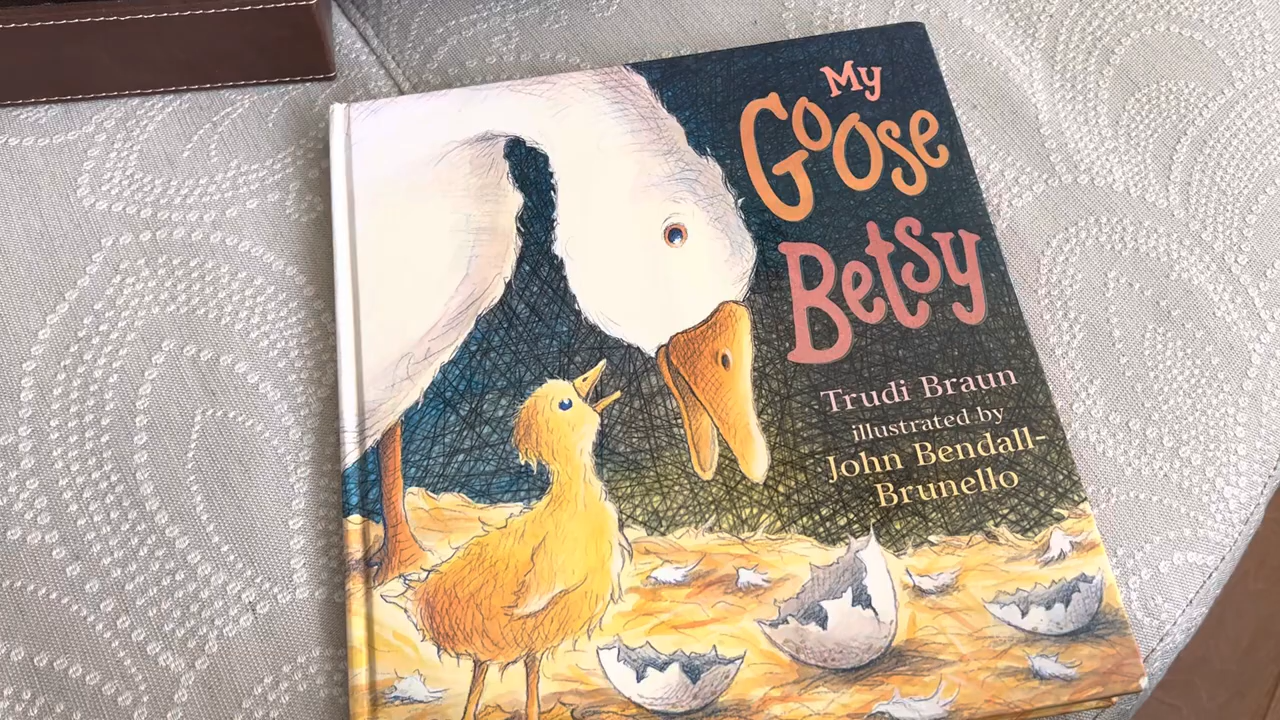 My
Goose
Betsy
Trudi Braun
illustrated by
John Bendall-
Brunello